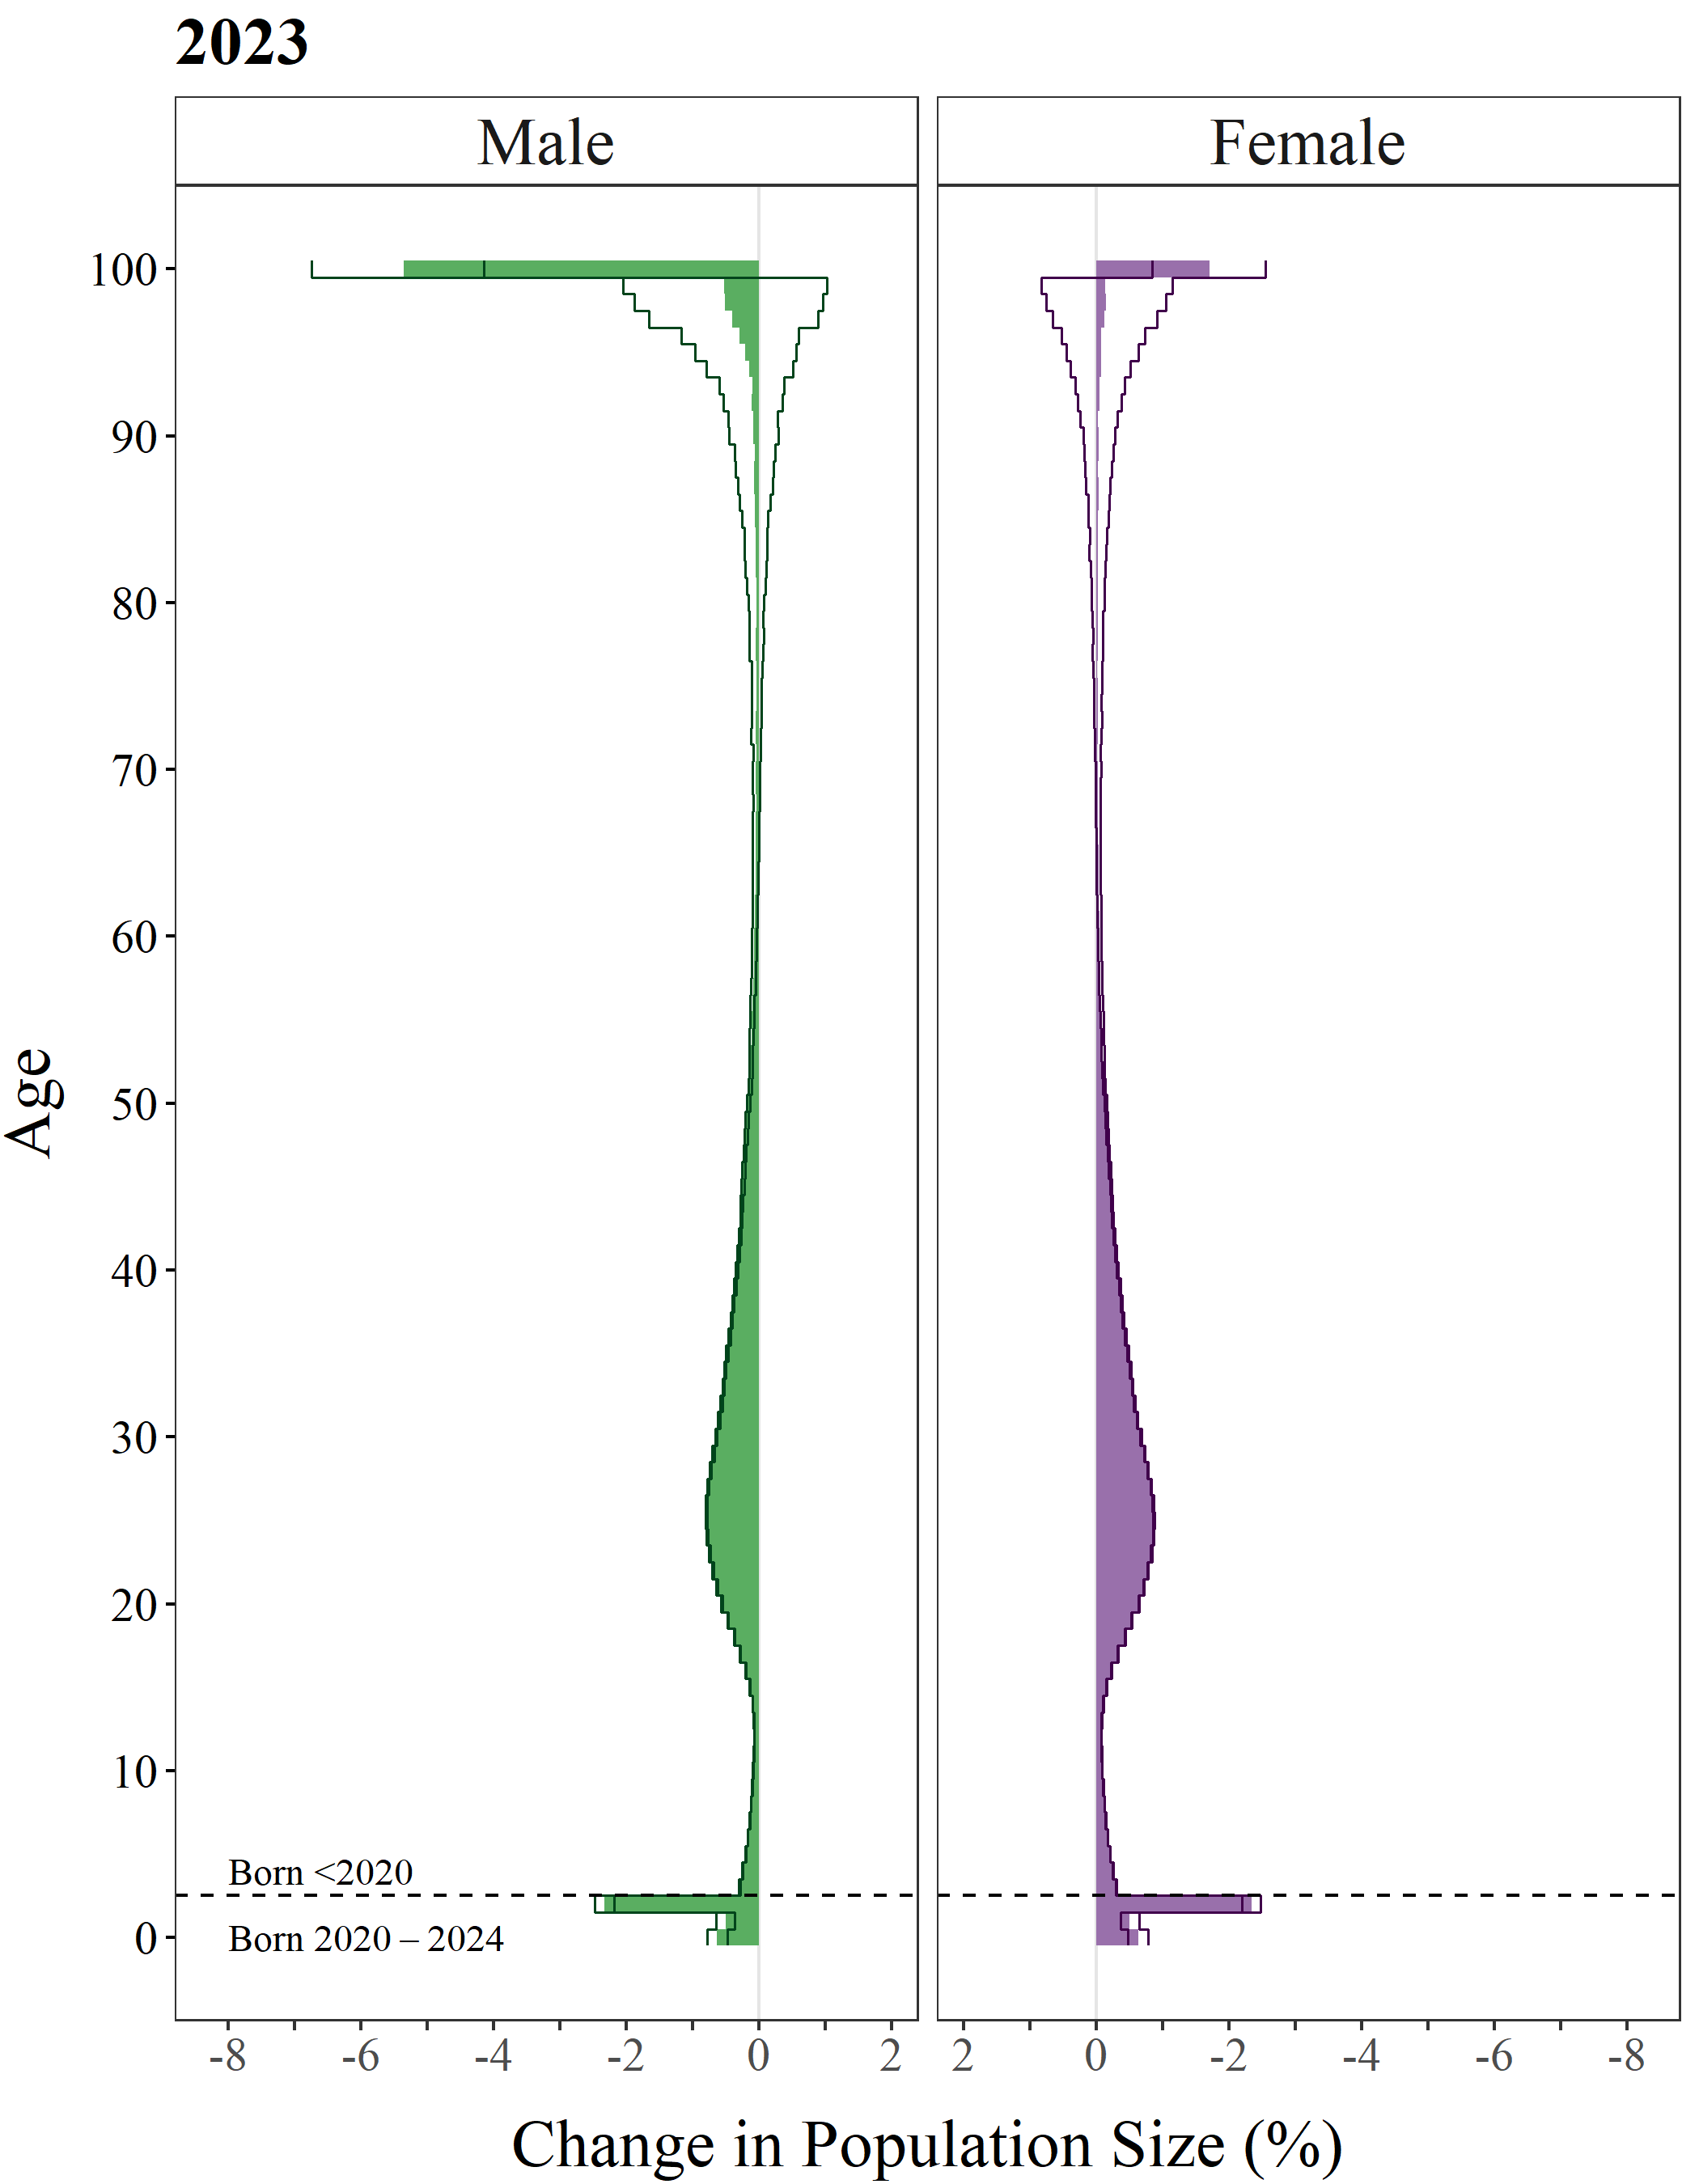 2023
Male
Female
100
90
80
70
60
50
40
30
20
10
0
Age
Born <2020
Born 2020 – 2024
-8 -6 -4 -2 0 2
2 0 -2 -4 -6 -8
Change in Population Size (%)